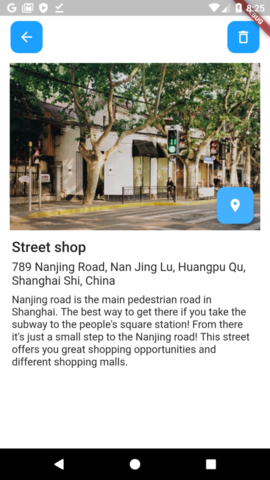 8:25
Street shop
789 Nanjing Road, Nan Jing Lu, Huangpu Qu,
Shanghai Shi, China
Nanjing road is the main pedestrian road in
Shanghai. The best way to get there if you take the
subway to the people's square station! From there
it's just a small step to the Nanjing road! This street
offers you great shopping opportunities and
different shopping malls.